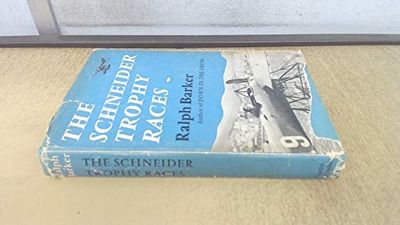 THE
SCHNEIDER
TROPHY
RACES
Ralph Barker
Author of DOWN IN THE DRINK
9
Ralph
Barker
THE SCHNEIDER
TROPHY RACES